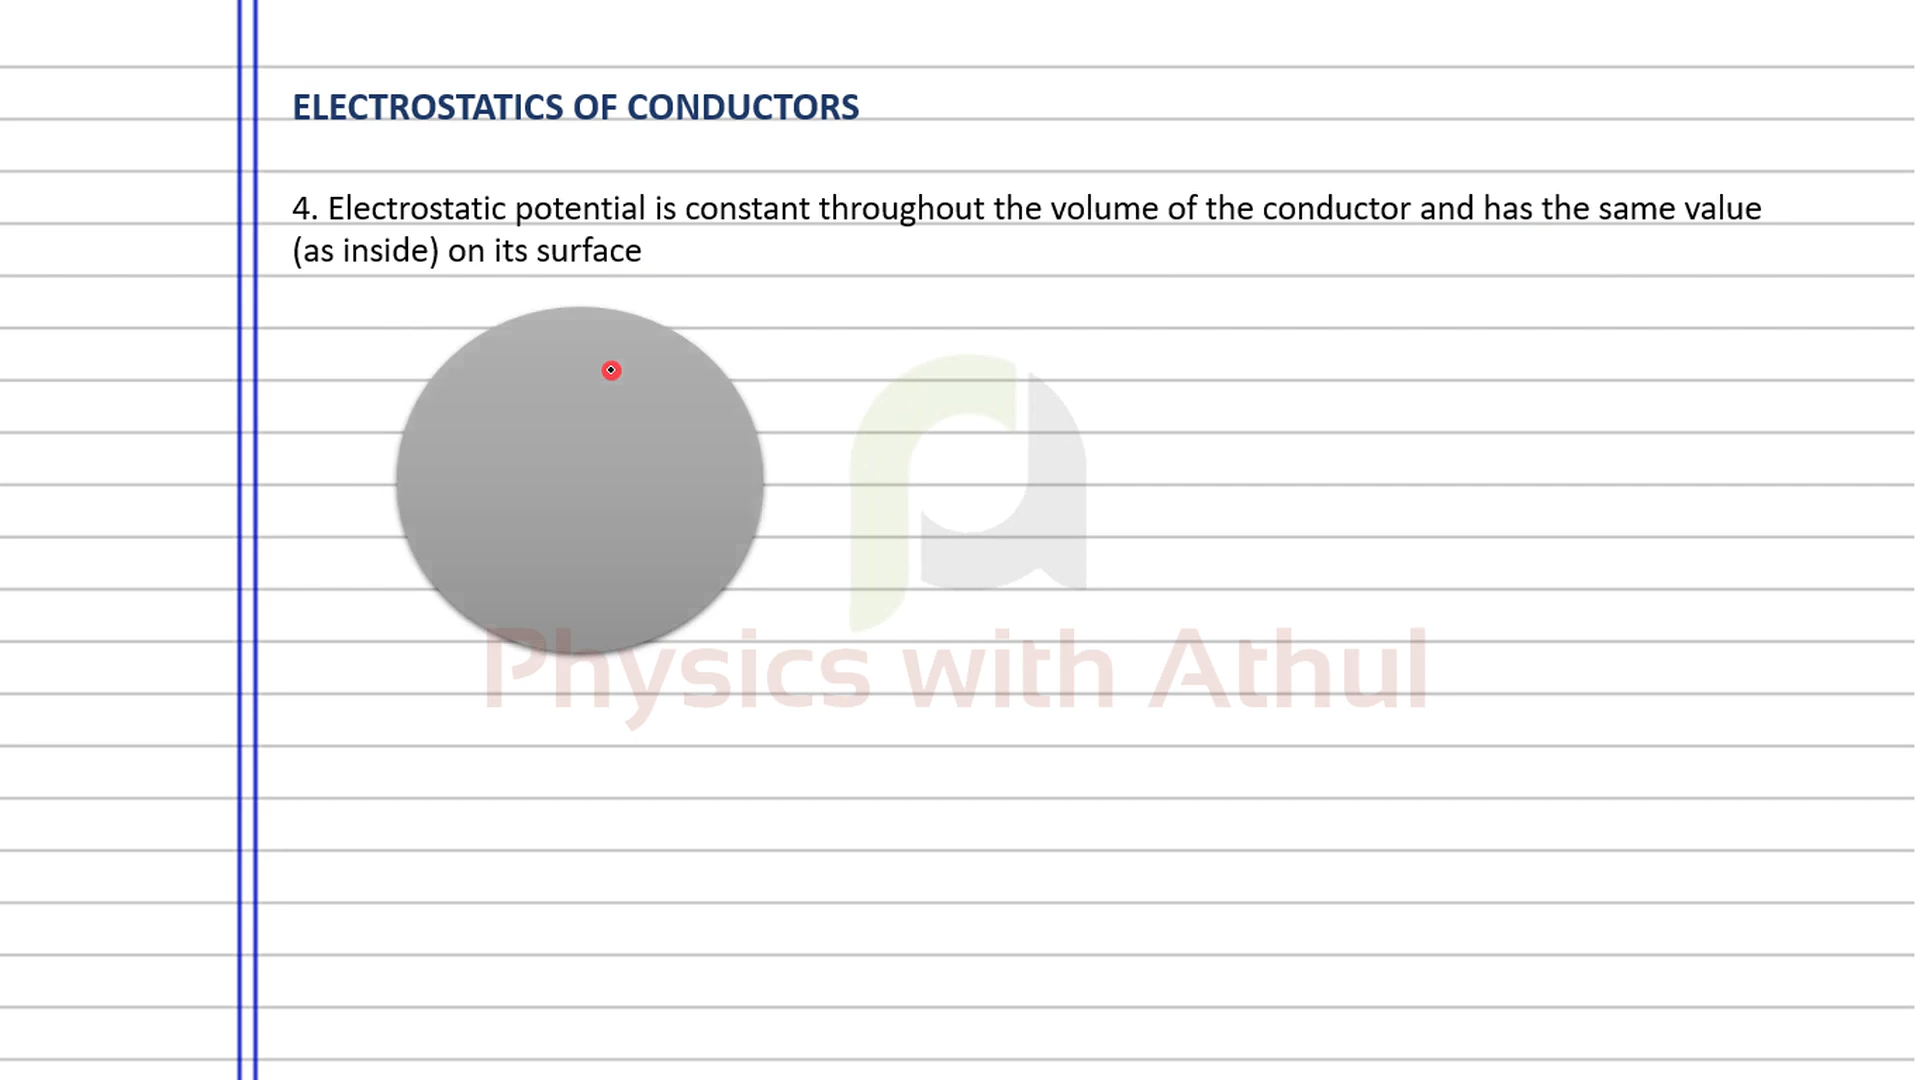 ELECTROSTATICS OF CONDUCTORS
4. Electrostatic potential is constant throughout the volume of the conductor and has the same value
(as inside) on its surface
Physics with Athul